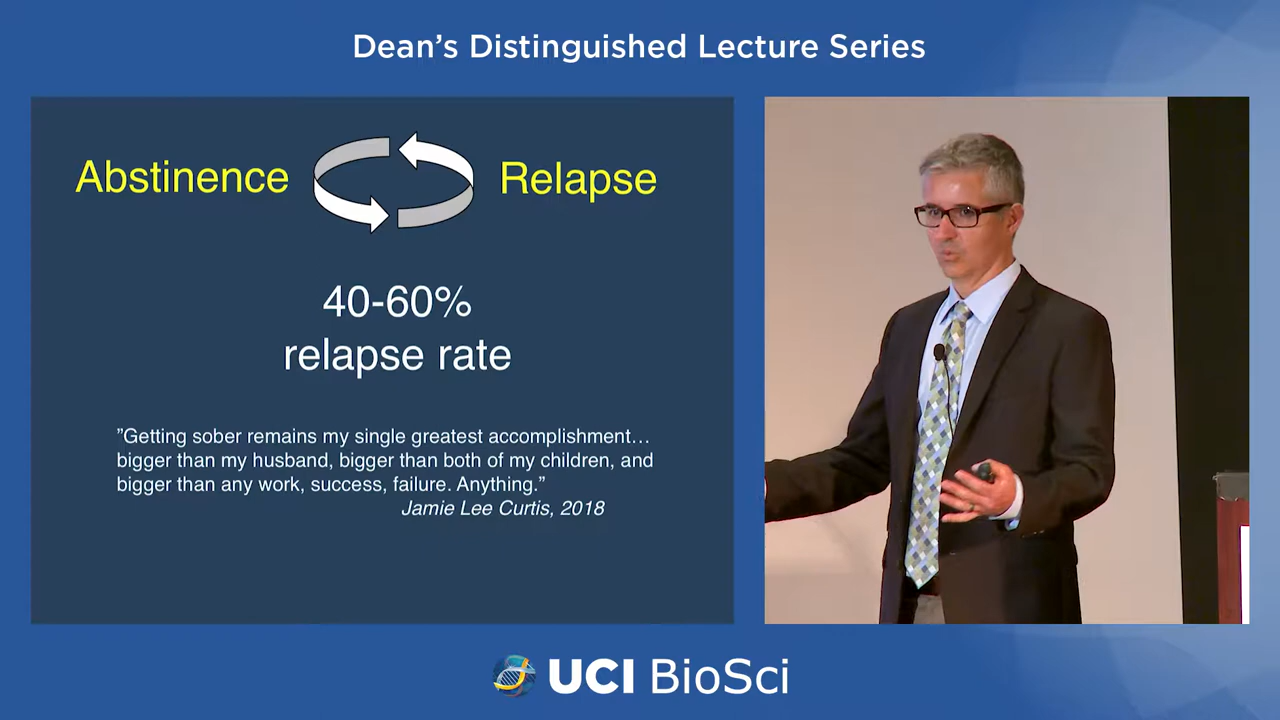 Dean’s Distinguished Lecture Series
Abstinence
Relapse
40-60%
relapse rate
”Getting sober remains my single greatest accomplishment…
bigger than my husband, bigger than both of my children, and
bigger than any work, success, failure. Anything.”
Jamie Lee Curtis, 2018
UCI BioSci